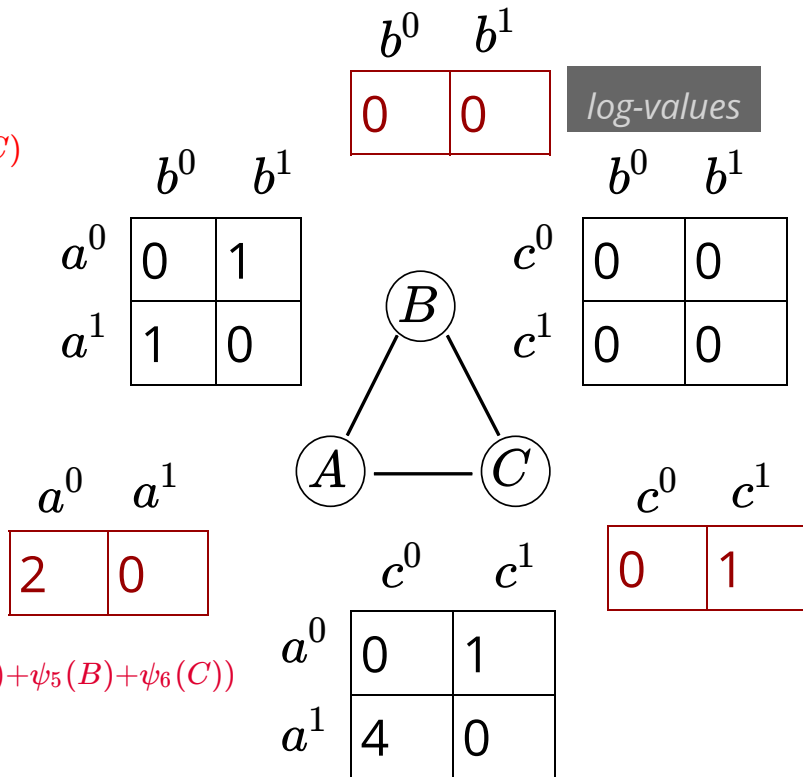 b⁰ b¹
0 0
log-values
C)
b⁰ b¹
a⁰ 0 1
a¹ 1 0
b⁰ b¹
c⁰ 0 0
c¹ 0 0
B
A C
a⁰ a¹
2 0
c⁰ c¹
0 1
c⁰ c¹
a⁰ 0 1
a¹ 4 0
)+ψ₅(B)+ψ₆(C))